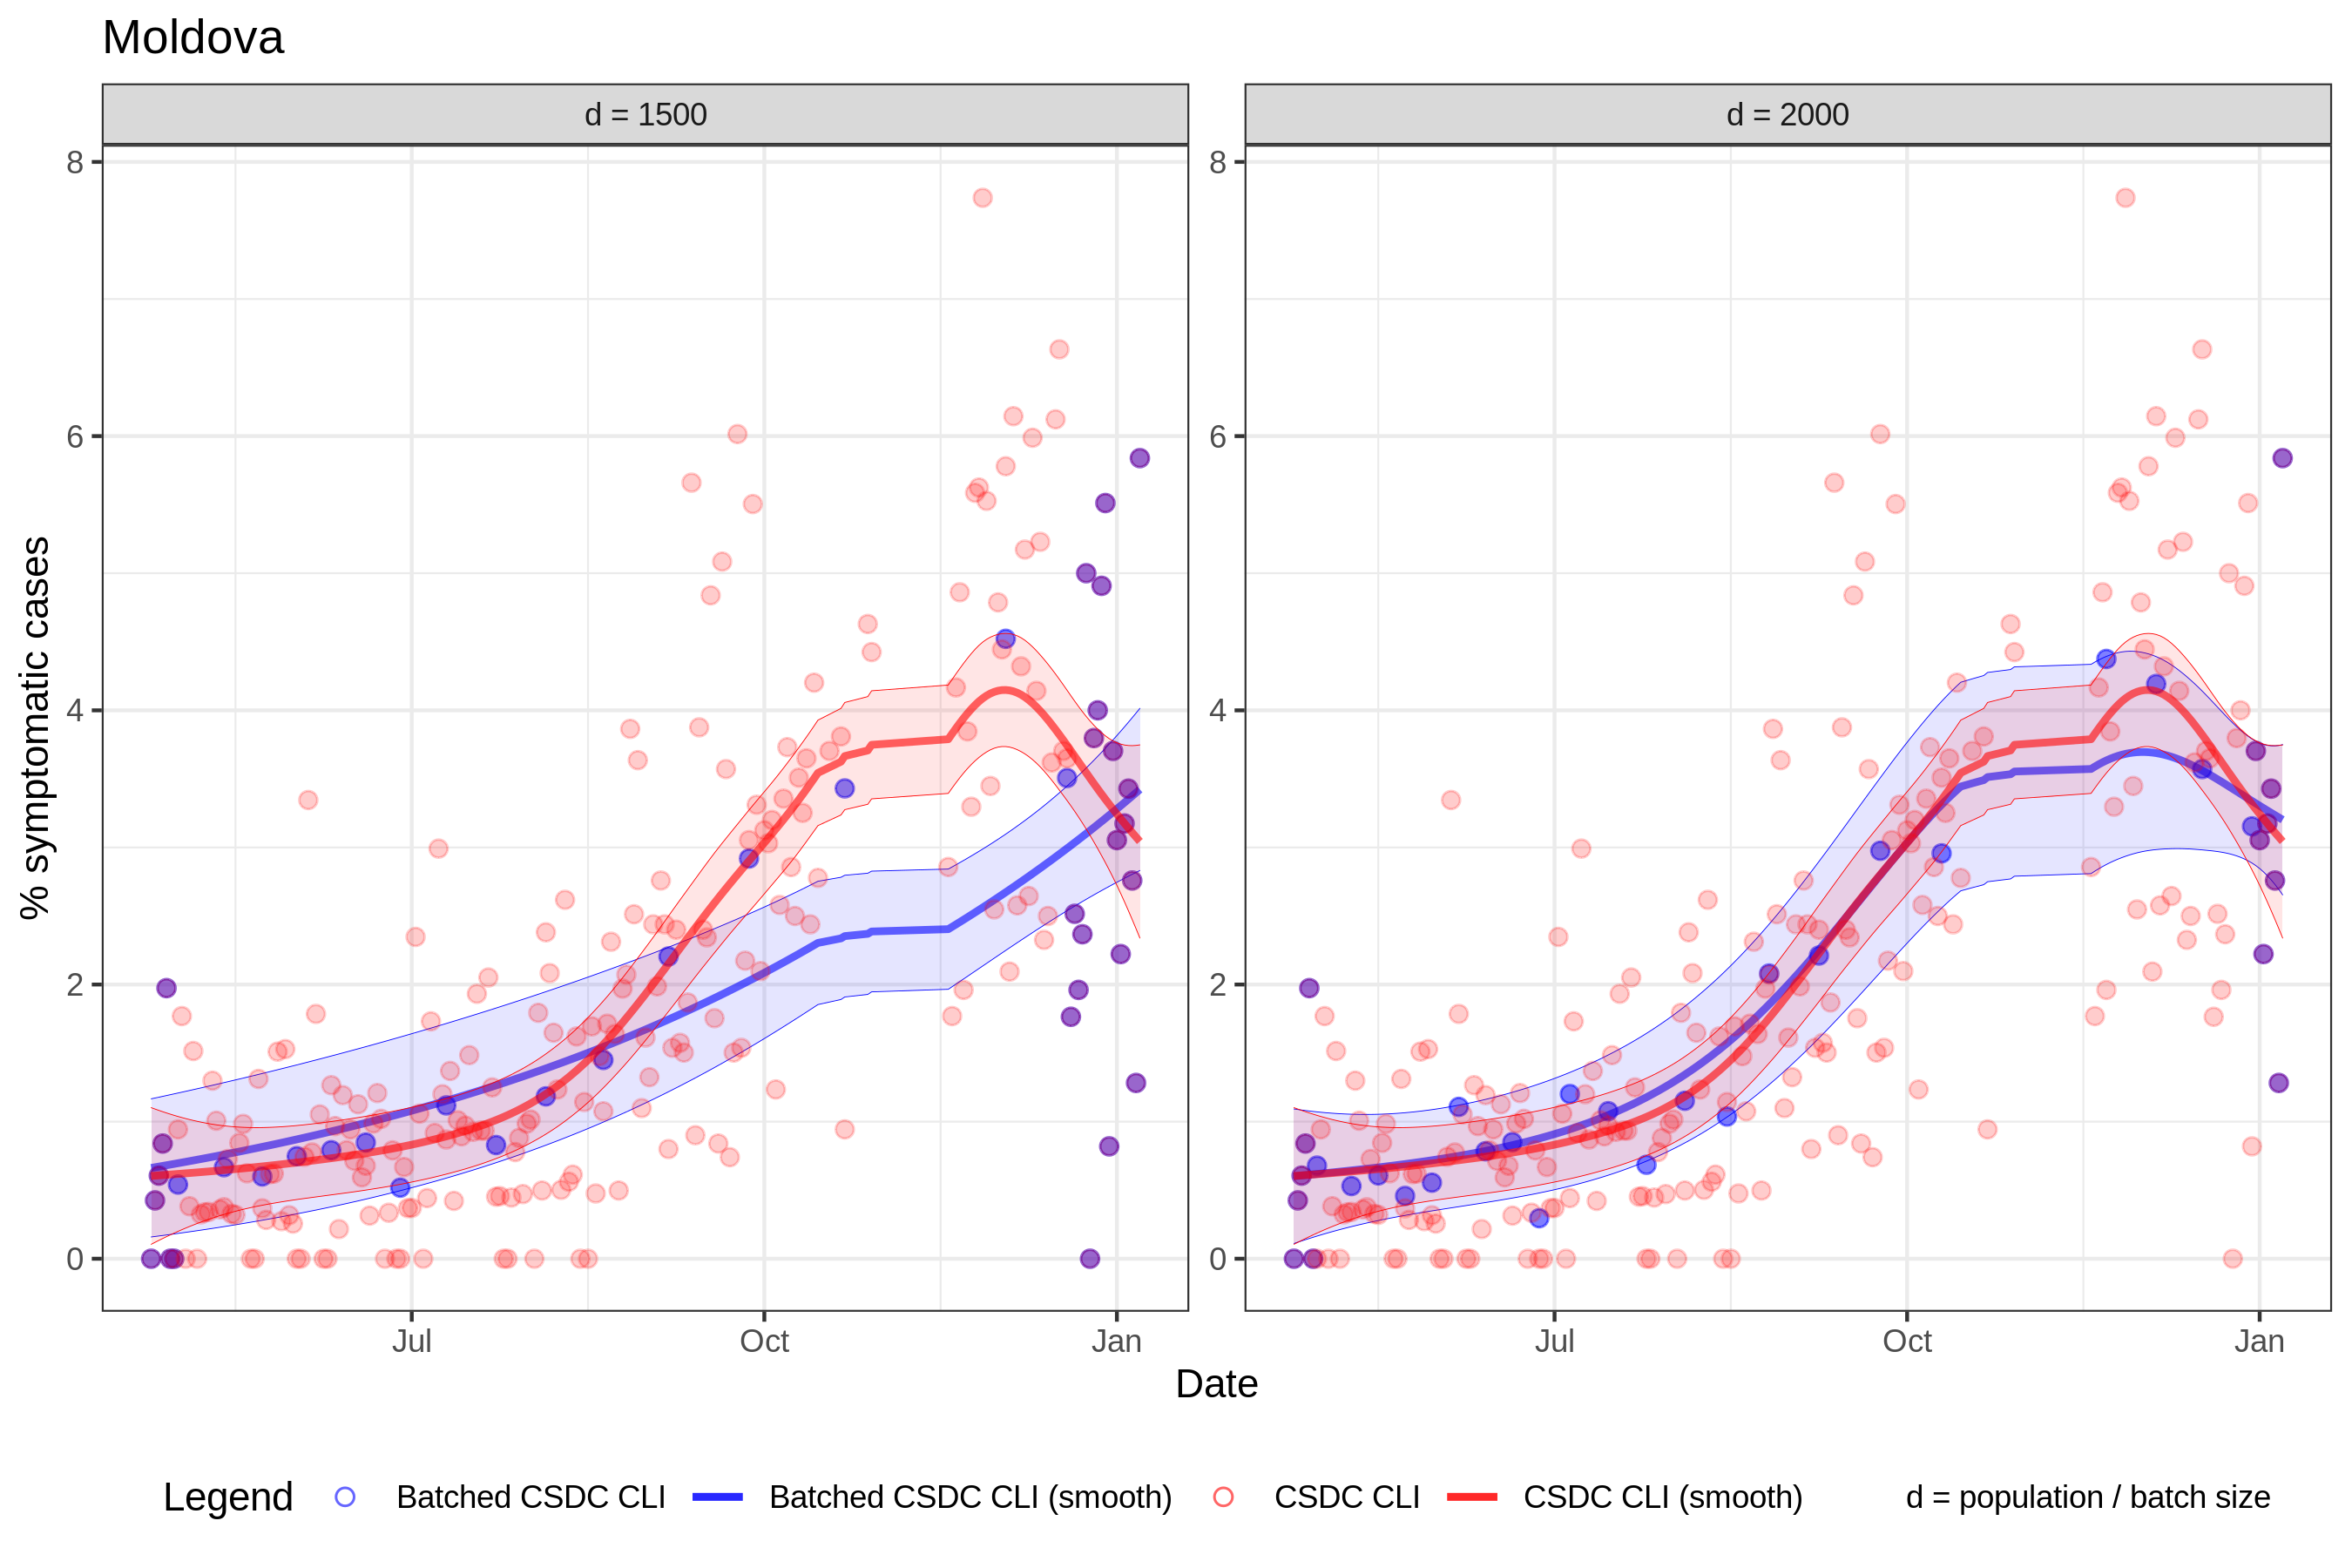 Moldova
d = 1500
d = 2000
8
6
4
2
0
8
6
4
2
0
% symptomatic cases
Jul
Oct
Jan
Jul
Oct
Jan
Date
Legend
Batched CSDC CLI
Batched CSDC CLI (smooth)
CSDC CLI
CSDC CLI (smooth)
d = population / batch size